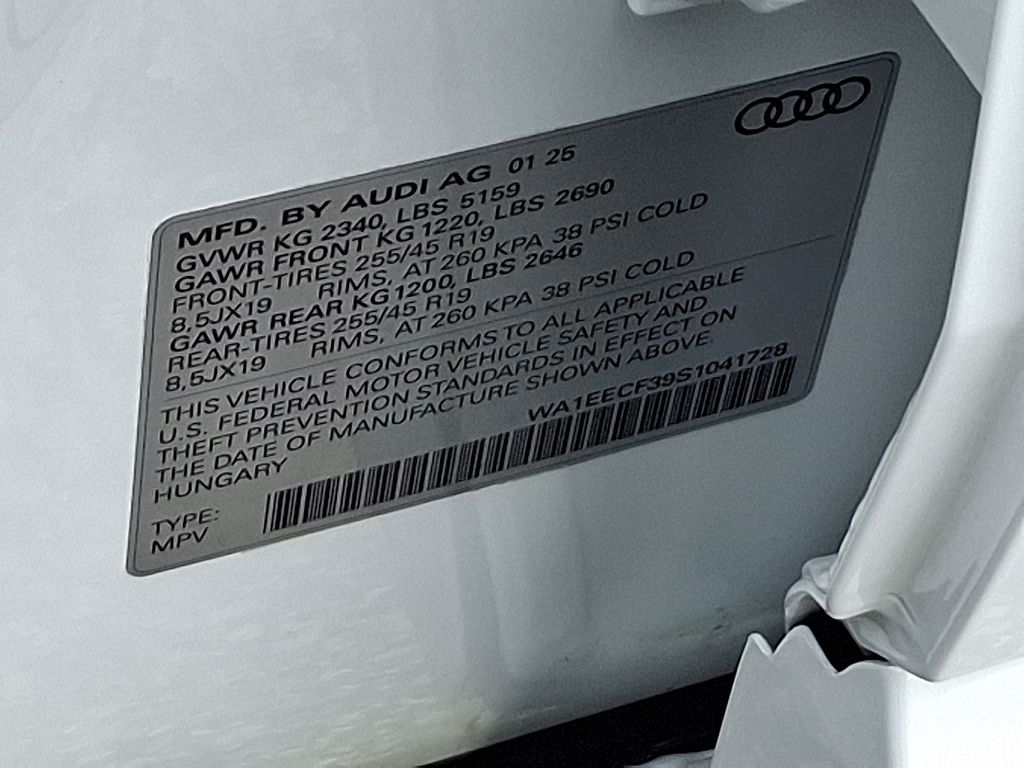 MFD. BY AUDI AG 01 25
GVWR KG 2340, LBS 5159
GAWR FRONT KG 1220, LBS 2690
FRONT-TIRES 255/45 R19
8,5JX19 RIMS, AT 260 KPA 38 PSI COLD
GAWR REAR KG 1200, LBS 2646
REAR-TIRES 255/45 R19
8,5JX19 RIMS, AT 260 KPA 38 PSI COLD
THIS VEHICLE CONFORMS TO ALL APPLICABLE
U.S. FEDERAL MOTOR VEHICLE SAFETY AND
THEFT PREVENTION STANDARDS IN EFFECT ON
THE DATE OF MANUFACTURE SHOWN ABOVE.
HUNGARY
WA1EECF39S1041728
TYPE:
MPV